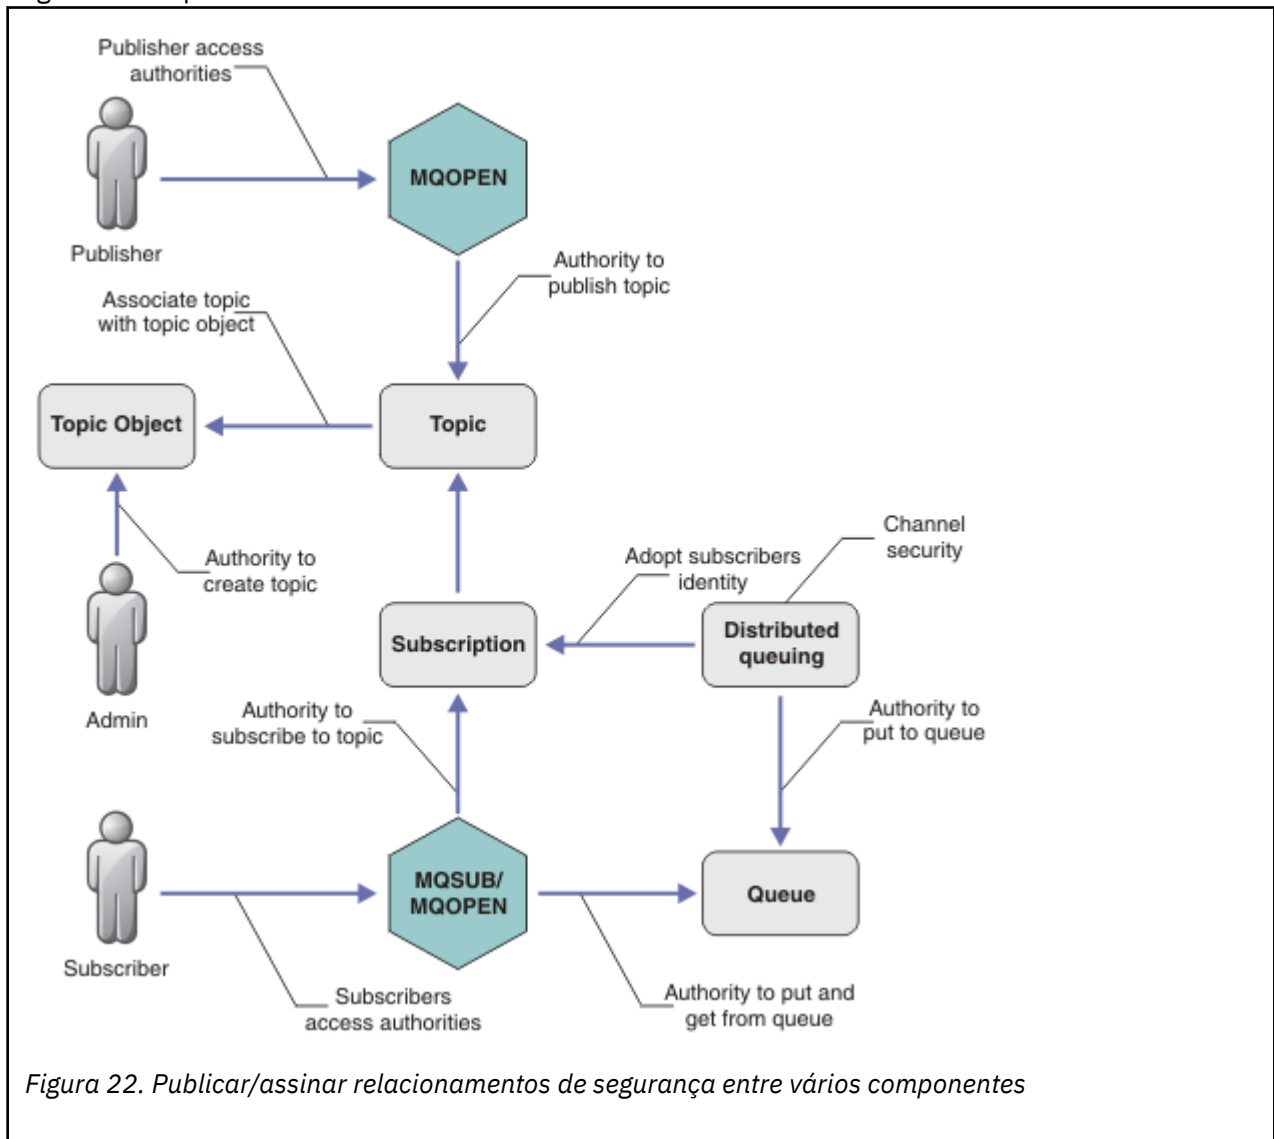 Publisher access
authorities
MQOPEN
Publisher
Authority to
publish topic
Associate topic
with topic object
Topic Object
Topic
Channel
security
Authority to
create topic
Adopt subscribers
identity
Subscription
Distributed
queuing
Admin
Authority to
subscribe to topic
Authority to
put to queue
MQSUB/
MQOPEN
Queue
Subscriber
Subscribers
access authorities
Authority to put and
get from queue
Figura 22. Publicar/assinar relacionamentos de segurança entre vários componentes